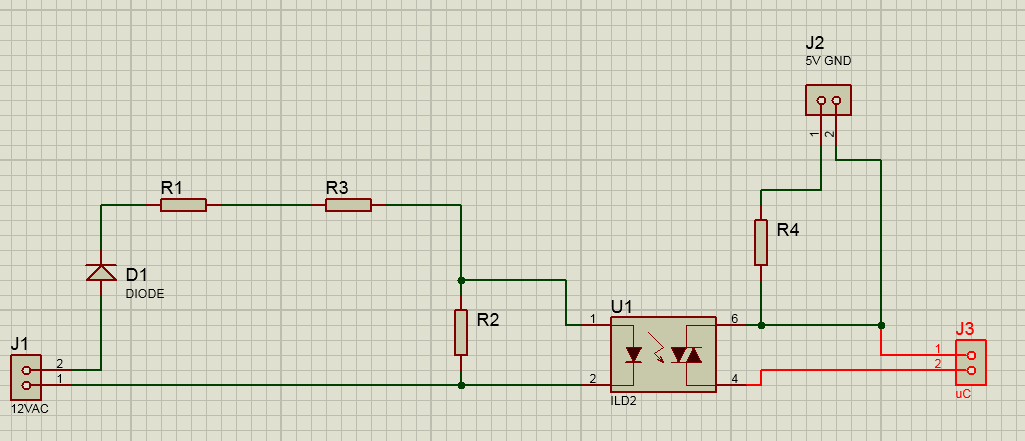 J2
5V GND
1 2
R1
R3
R4
D1
DIODE
R2
U1
1
6
2
4
ILD2
J1
2
1
12VAC
J3
1
2
uC